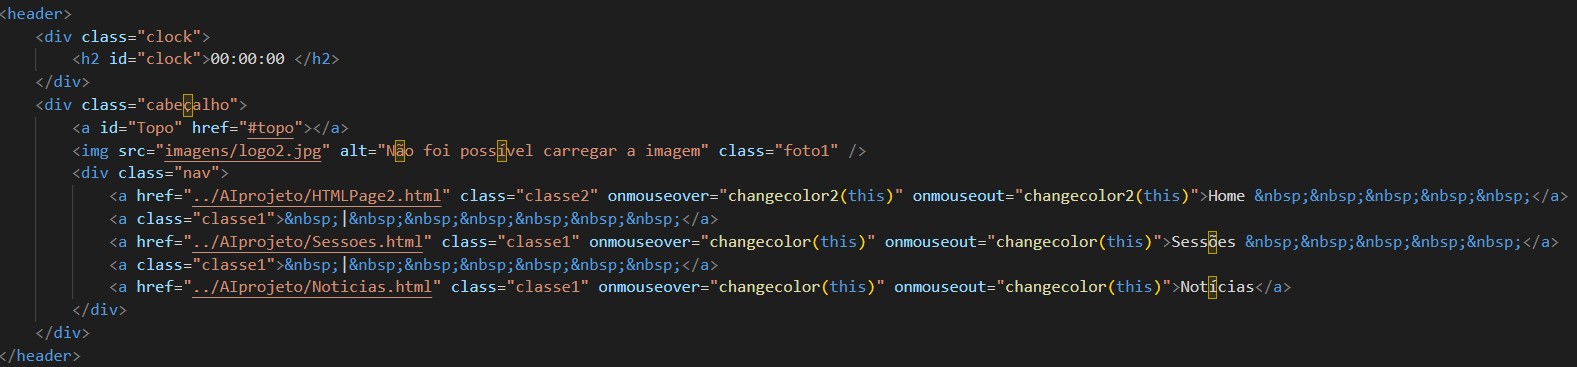 <header>
<div class="clock">
<h2 id="clock">00:00:00 </h2>
</div>
<div class="cabeçalho">
<a id="Topo" href="#topo"></a>
<img src="imagens/logo2.jpg" alt="Não foi possível carregar a imagem" class="foto1" />
<div class="nav">
<a href="../AIprojeto/HTMLPage2.html" class="classe2" onmouseover="changecolor2(this)" onmouseout="changecolor2(this)">Home &nbsp;&nbsp;&nbsp;&nbsp;&nbsp;</a>
<a class="classe1">&nbsp;|&nbsp;&nbsp;&nbsp;&nbsp;&nbsp;&nbsp;</a>
<a href="../AIprojeto/Sessoes.html" class="classe1" onmouseover="changecolor(this)" onmouseout="changecolor(this)">Sessões &nbsp;&nbsp;&nbsp;&nbsp;&nbsp;</a>
<a class="classe1">&nbsp;|&nbsp;&nbsp;&nbsp;&nbsp;&nbsp;&nbsp;</a>
<a href="../AIprojeto/Noticias.html" class="classe1" onmouseover="changecolor(this)" onmouseout="changecolor(this)">Notícias</a>
</div>
</div>
</header>